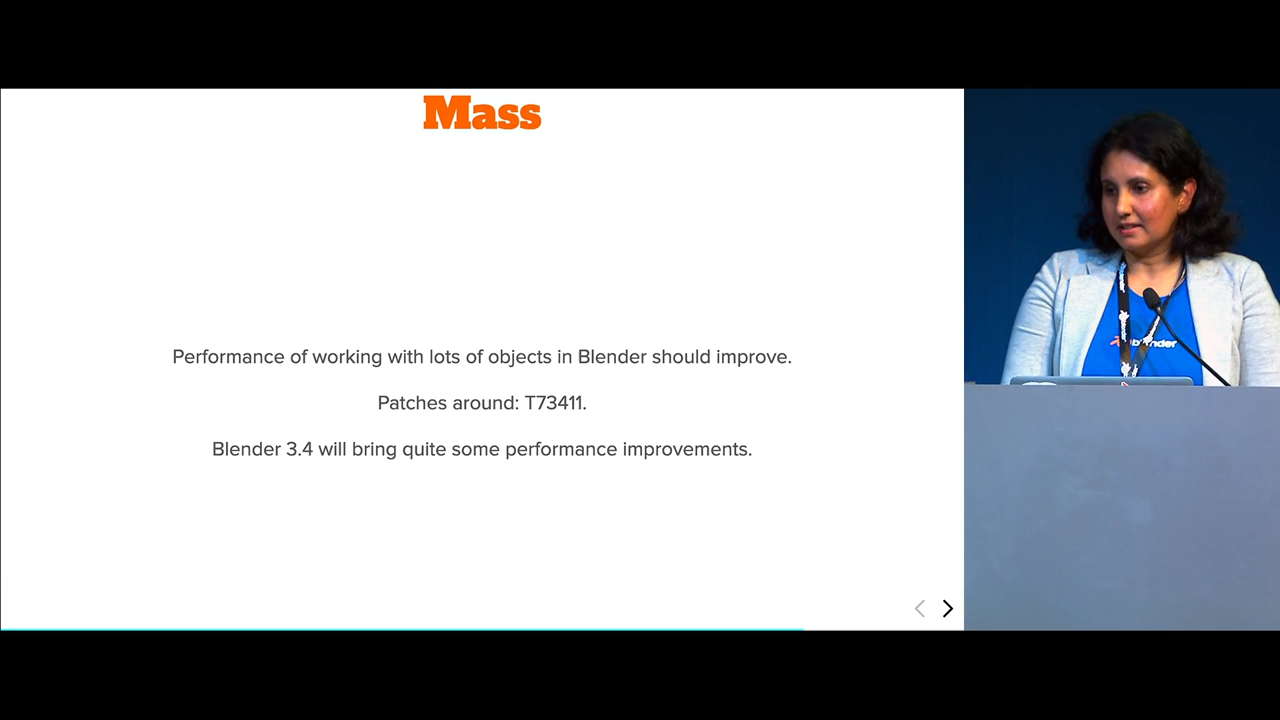 Mass
Performance of working with lots of objects in Blender should improve.
Patches around: T73411.
Blender 3.4 will bring quite some performance improvements.
blender